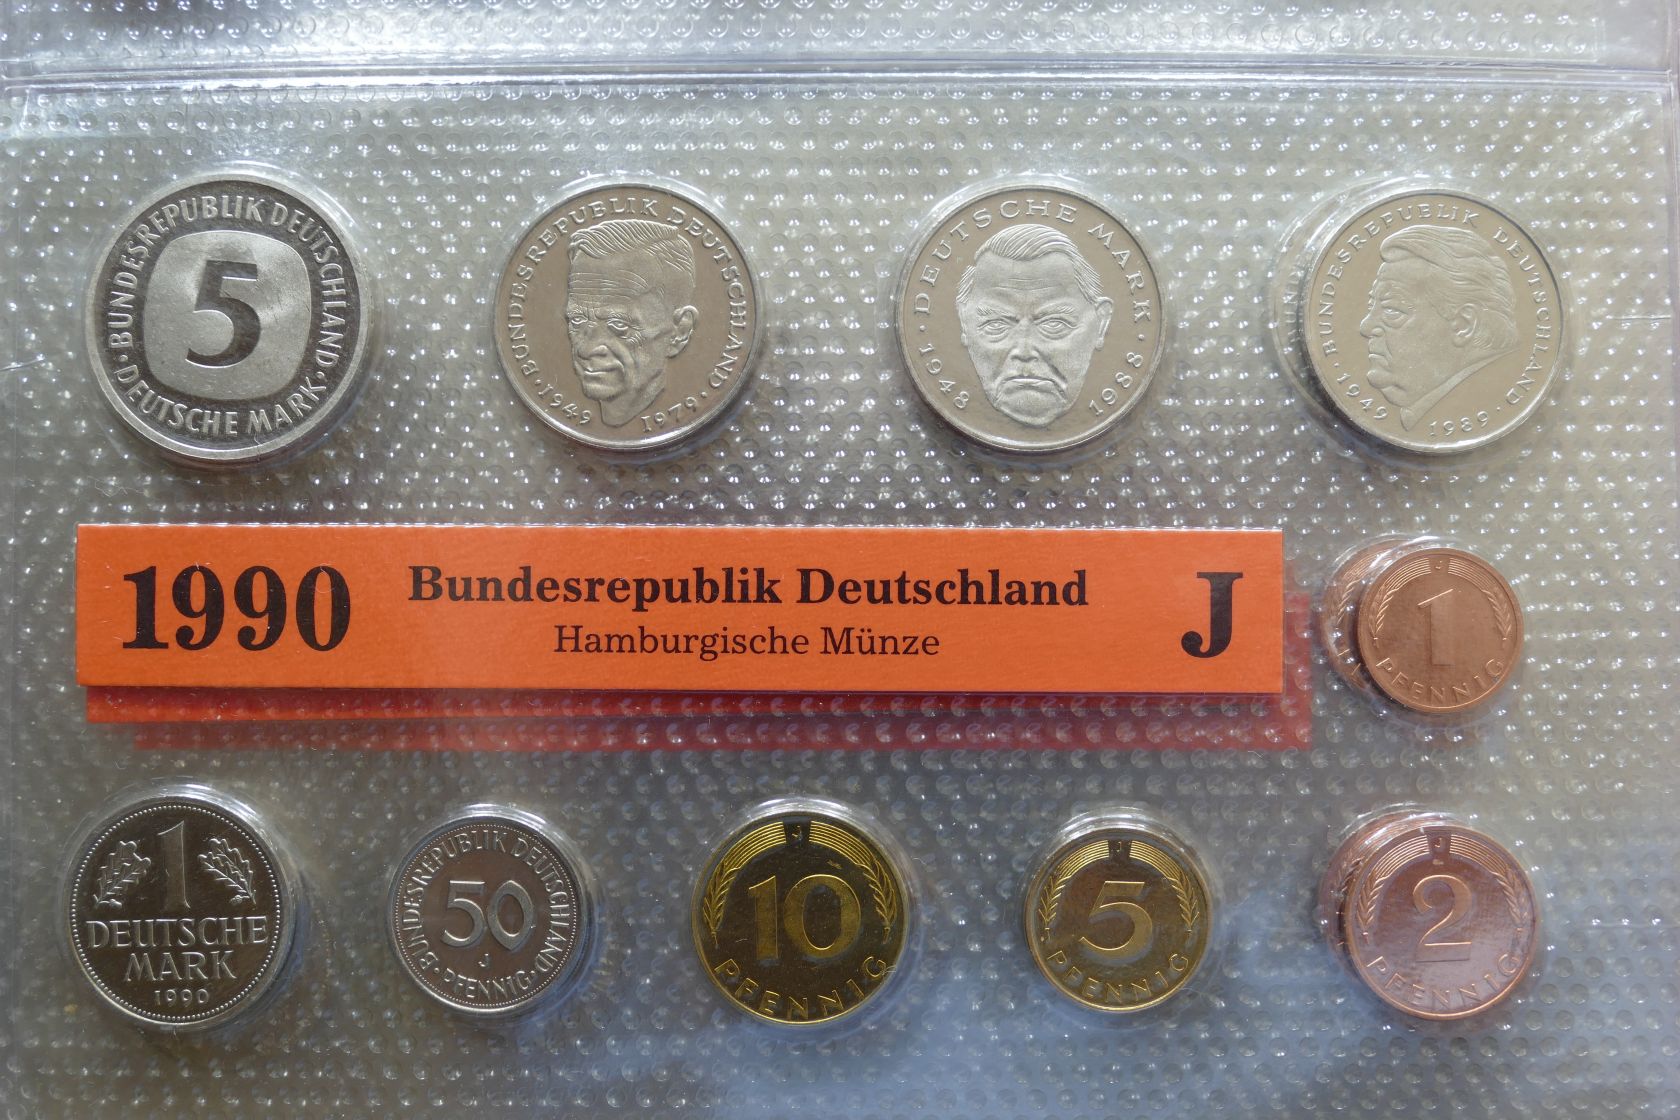 · BUNDESREPUBLIK DEUTSCHLAND ·
5
DEUTSCHE MARK
· BUNDESREPUBLIK DEUTSCHLAND ·
1949 1979
· DEUTSCHE MARK ·
1948 1988
· BUNDESREPUBLIK DEUTSCHLAND ·
1949 1989
1990 Bundesrepublik Deutschland J
Hamburgische Münze
J
1
PFENNIG
1
DEUTSCHE
MARK
1990
BUNDESREPUBLIK DEUTSCHLAND
50
J
· PFENNIG ·
J
10
PFENNIG
J
5
PFENNIG
J
2
PFENNIG